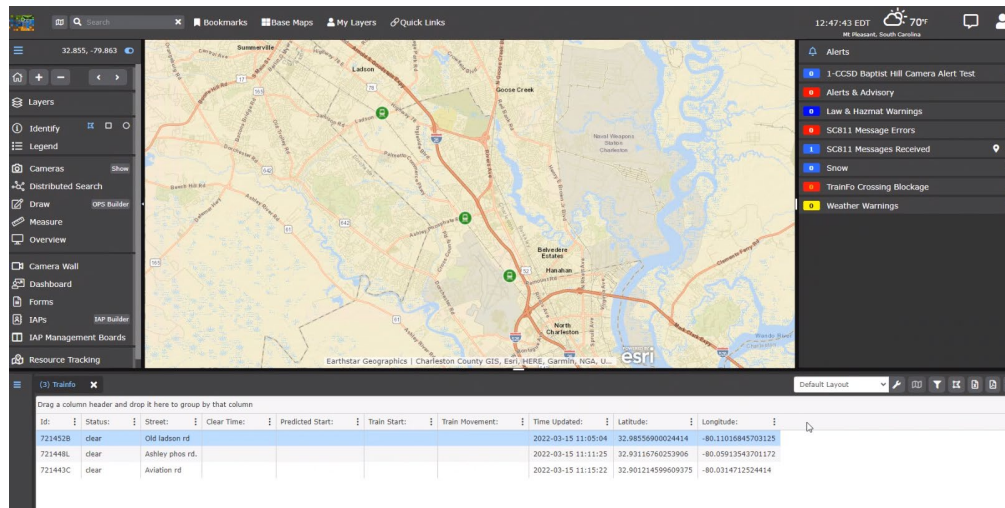 Search
Bookmarks
Base Maps
My Layers
Quick Links
12:47:43 EDT
70°F
Mt Pleasant, South Carolina
32.855, -79.863
Layers
Identify
Legend
Cameras
Show
Distributed Search
Draw
OPS Builder
Measure
Overview
Camera Wall
Dashboard
Forms
IAPs
IAP Builder
IAP Management Boards
Resource Tracking
Summerville
Ladson
Goose Creek
Naval Weapons
Station
Charleston
Belvedere
Estates
Hanahan
North
Charleston
Wando River
Earthstar Geographics | Charleston County GIS, Esri, HERE, Garmin, NGA, U...
esri
Alerts
0 1-CCSD Baptist Hill Camera Alert Test
0 Alerts & Advisory
0 Law & Hazmat Warnings
0 SC811 Message Errors
1 SC811 Messages Received
0 Snow
0 TrainFo Crossing Blockage
0 Weather Warnings
(3) Trainfo
Default Layout
Drag a column header and drop it here to group by that column
Id: Status: Street: Clear Time: Predicted Start: Train Start: Train Movement: Time Updated: Latitude: Longitude:
721452B clear Old ladson rd 2022-03-15 11:05:04 32.98556900024414 -80.11016845703125
721448L clear Ashley phos rd. 2022-03-15 11:11:25 32.93116760253906 -80.05913543701172
721443C clear Aviation rd 2022-03-15 11:15:22 32.901214599609375 -80.0314712524414